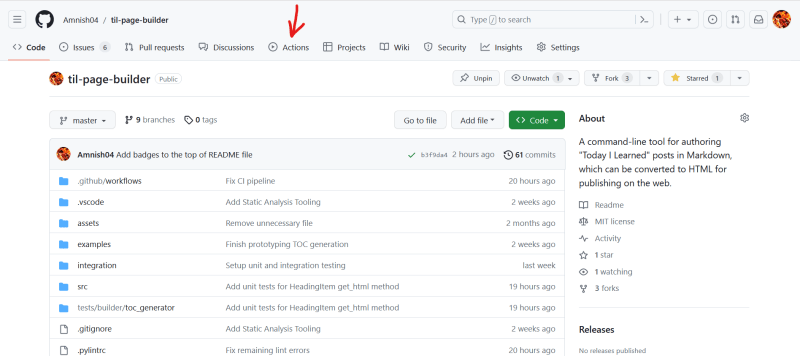 Amnish04 / til-page-builder
Type / to search
Code Issues 6 Pull requests Discussions Actions Projects Wiki Security Insights Settings
til-page-builder Public Unpin Unwatch 1 Fork 3 Starred 1
master 9 branches 0 tags Go to file Add file Code
Amnish04 Add badges to the top of README file b3f9da4 2 hours ago 61 commits
.github/workflows Fix CI pipeline 20 hours ago
.vscode Add Static Analysis Tooling 2 weeks ago
assets Remove unnecessary file 2 months ago
examples Finish prototyping TOC generation 2 weeks ago
integration Setup unit and integration testing last week
src Add unit tests for HeadingItem get_html method 19 hours ago
tests/builder/toc_generator Add unit tests for HeadingItem get_html method 19 hours ago
.gitignore Add Static Analysis Tooling 2 weeks ago
.pylintrc Fix remaining lint errors 20 hours ago
About
A command-line tool for authoring
"Today I Learned" posts in Markdown,
which can be converted to HTML for
publishing on the web.
Readme
MIT license
Activity
1 star
1 watching
3 forks
Releases
No releases published